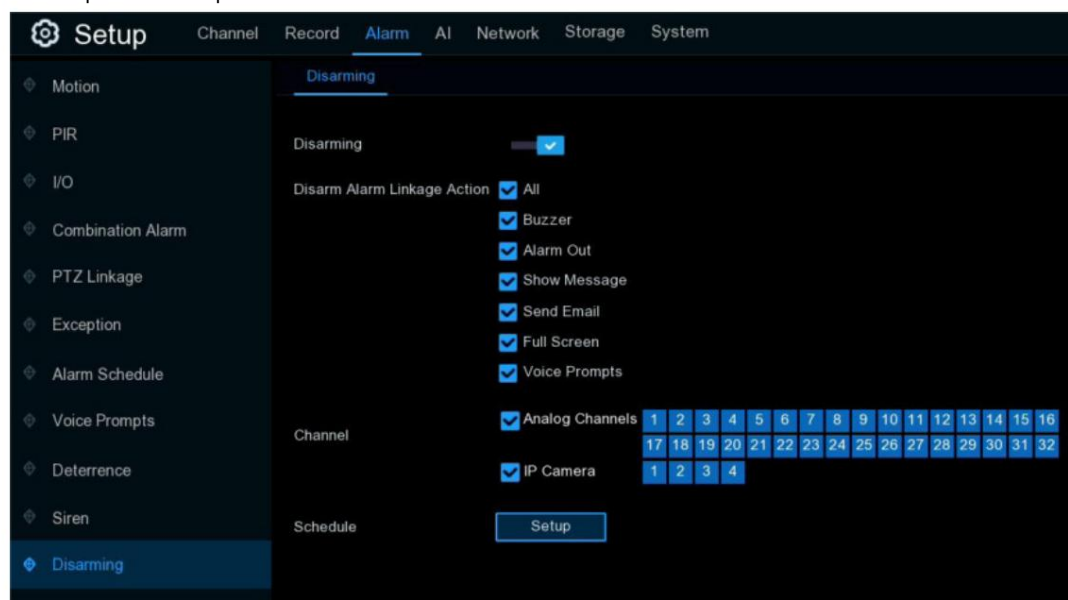 Setup Channel Record Alarm AI Network Storage System
Disarming
Motion
PIR
I/O
Combination Alarm
PTZ Linkage
Exception
Alarm Schedule
Voice Prompts
Deterrence
Siren
Disarming
Disarming
Disarm Alarm Linkage Action All
Buzzer
Alarm Out
Show Message
Send Email
Full Screen
Voice Prompts
Channel
Analog Channels 1 2 3 4 5 6 7 8 9 10 11 12 13 14 15 16
17 18 19 20 21 22 23 24 25 26 27 28 29 30 31 32
IP Camera 1 2 3 4
Schedule Setup